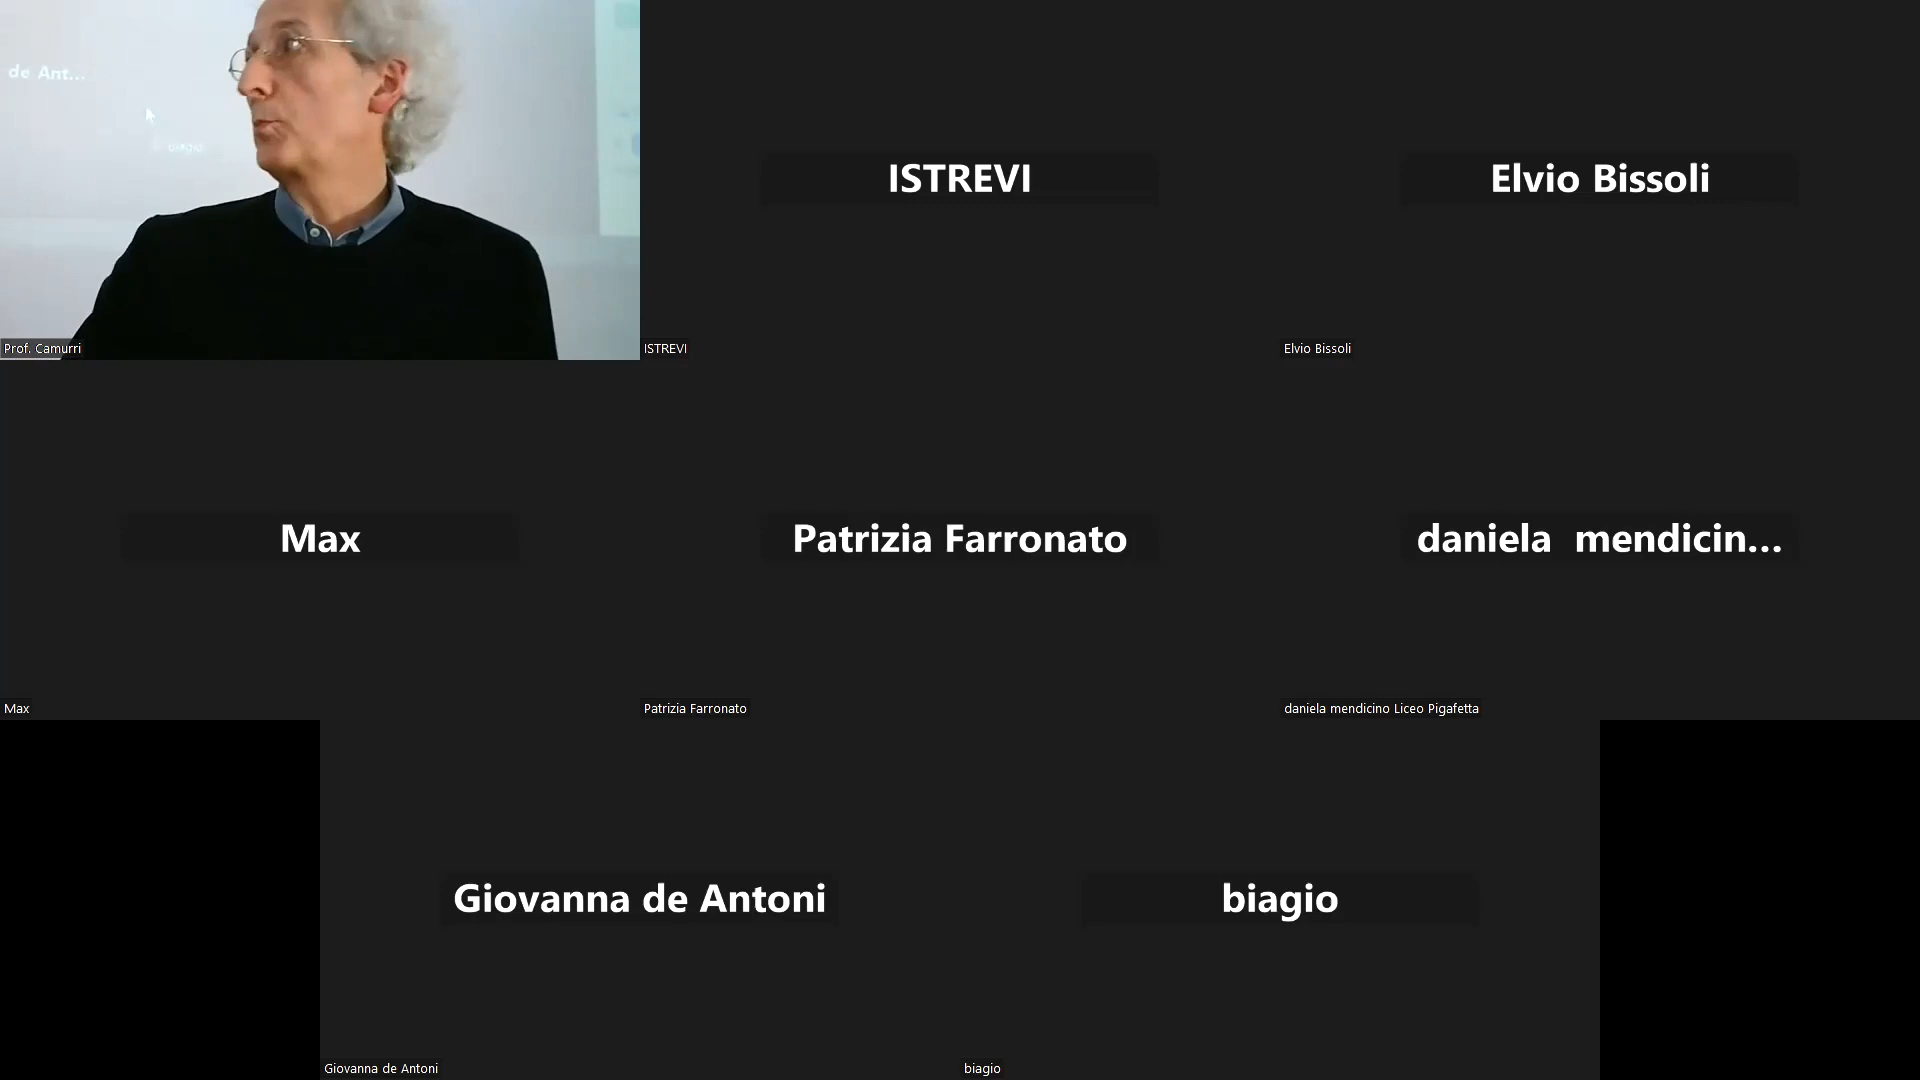 de Ant...
biagio
Prof. Camurri
ISTREVI
ISTREVI
Elvio Bissoli
Elvio Bissoli
Max
Max
Patrizia Farronato
Patrizia Farronato
daniela  mendicin...
daniela mendicino Liceo Pigafetta
Giovanna de Antoni
Giovanna de Antoni
biagio
biagio